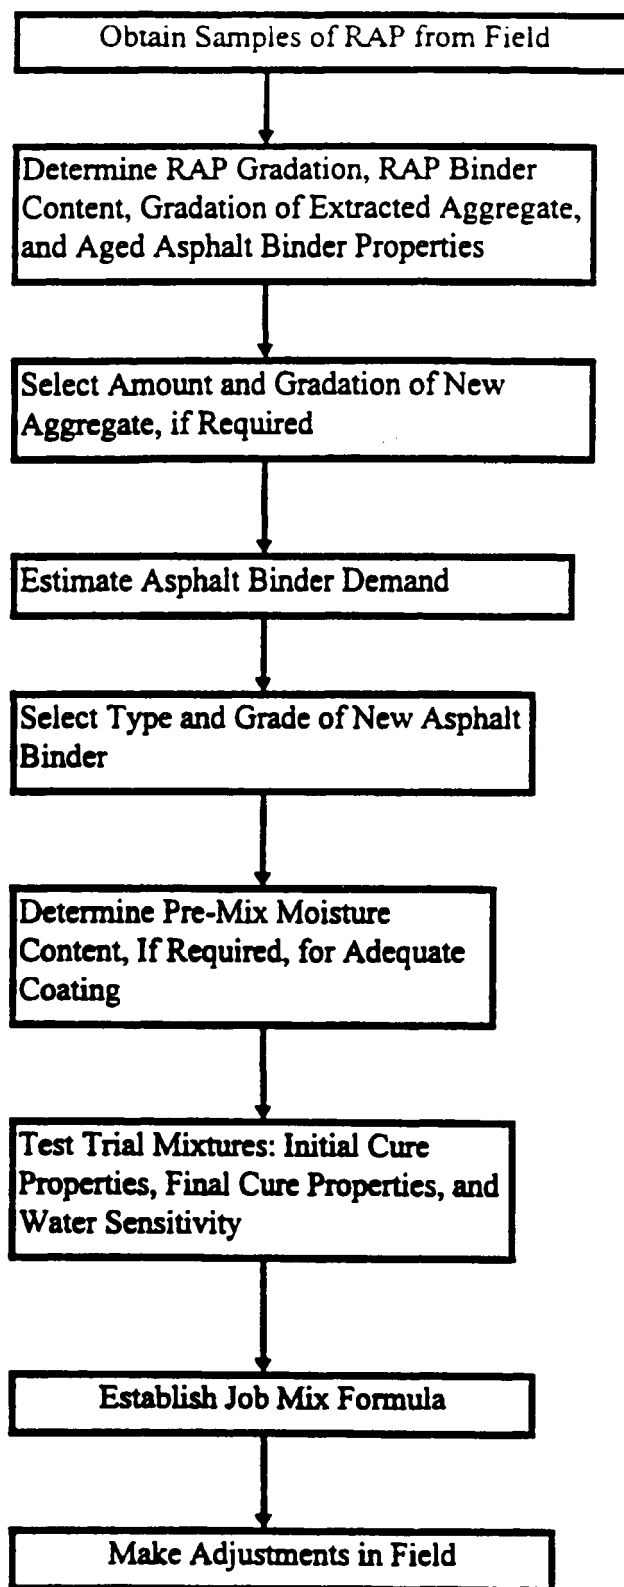 Obtain Samples of RAP from Field
Determine RAP Gradation, RAP Binder
Content, Gradation of Extracted Aggregate,
and Aged Asphalt Binder Properties
Select Amount and Gradation of New
Aggregate, if Required
Estimate Asphalt Binder Demand
Select Type and Grade of New Asphalt
Binder
Determine Pre-Mix Moisture
Content, If Required, for Adequate
Coating
Test Trial Mixtures: Initial Cure
Properties, Final Cure Properties, and
Water Sensitivity
Establish Job Mix Formula
Make Adjustments in Field